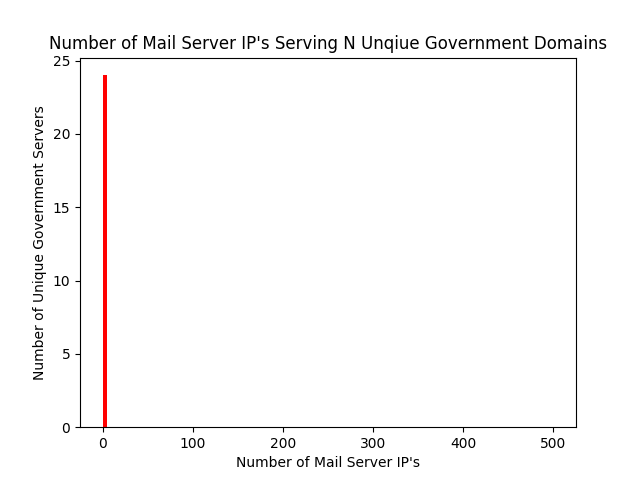 Number of Mail Server IP's Serving N Unqiue Government Domains
Number of Unique Government Servers
25
20
15
10
5
0
0 100 200 300 400 500
Number of Mail Server IP's